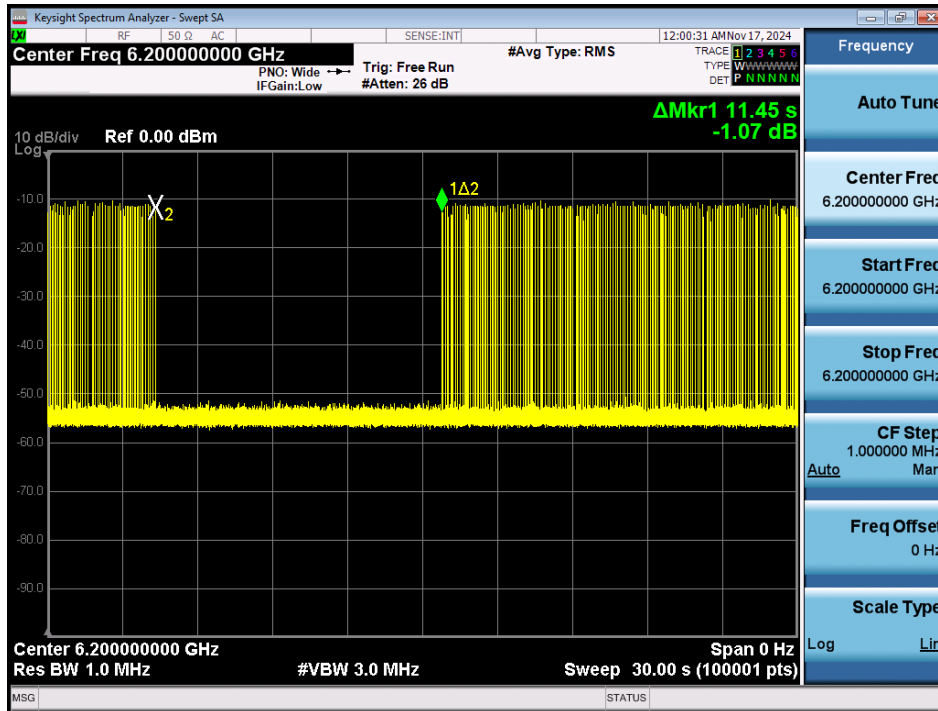 Keysight Spectrum Analyzer - Swept SA
LXI RF 50 Ω AC SENSE:INT 12:00:31 AM Nov 17, 2024
Center Freq 6.200000000 GHz
PNO: Wide
IFGain:Low
Trig: Free Run
#Atten: 26 dB
#Avg Type: RMS
TRACE 1 2 3 4 5 6
TYPE WWWWWW
DET P N N N N N
ΔMkr1 11.45 s
-1.07 dB
10 dB/div Ref 0.00 dBm
Log
-10.0
-20.0
-30.0
-40.0
-50.0
-60.0
-70.0
-80.0
-90.0
2
1Δ2
Center 6.200000000 GHz Span 0 Hz
Res BW 1.0 MHz #VBW 3.0 MHz Sweep 30.00 s (100001 pts)
MSG STATUS
Frequency
Auto Tune
Center Freq
6.200000000 GHz
Start Freq
6.200000000 GHz
Stop Freq
6.200000000 GHz
CF Step
1.000000 MHz
Auto Man
Freq Offset
0 Hz
Scale Type
Log Lin